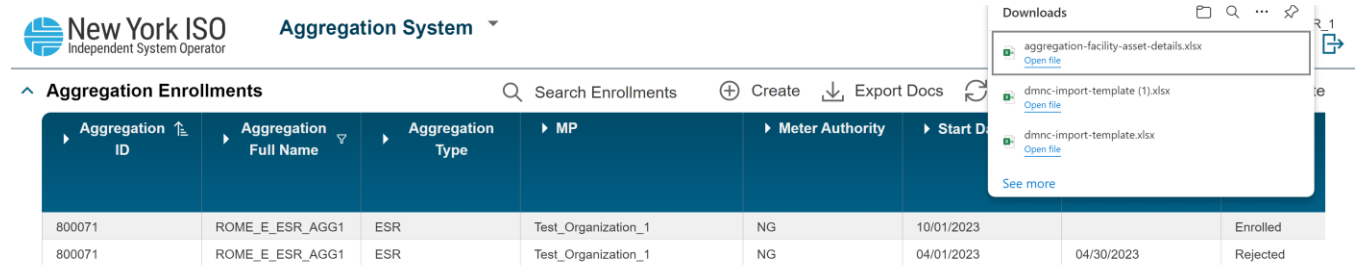 New York ISO
Independent System Operator
Aggregation System
Downloads
R_1
aggregation-facility-asset-details.xlsx
Open file
Aggregation Enrollments
Search Enrollments
Create
Export Docs
dmnc-import-template (1).xlsx
Open file
dmnc-import-template.xlsx
Open file
See more
Aggregation ID
Aggregation Full Name
Aggregation Type
MP
Meter Authority
Start Da
800071 ROME_E_ESR_AGG1 ESR Test_Organization_1 NG 10/01/2023 Enrolled
800071 ROME_E_ESR_AGG1 ESR Test_Organization_1 NG 04/01/2023 04/30/2023 Rejected